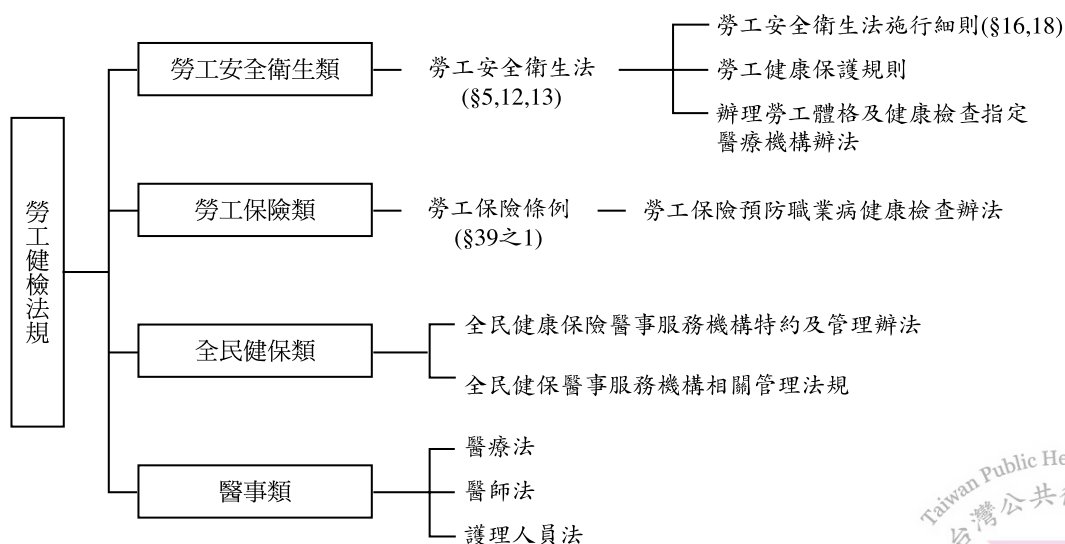 勞工健檢法規
勞工安全衛生類
勞工安全衛生法
(§5,12,13)
勞工安全衛生法施行細則(§16,18)
勞工健康保護規則
辦理勞工體格及健康檢查指定
醫療機構辦法
勞工保險類
勞工保險條例
(§39之1)
勞工保險預防職業病健康檢查辦法
全民健保類
全民健康保險醫事服務機構特約及管理辦法
全民健保醫事服務機構相關管理法規
醫事類
醫療法
醫師法
護理人員法
Taiwan Public He
台灣公共